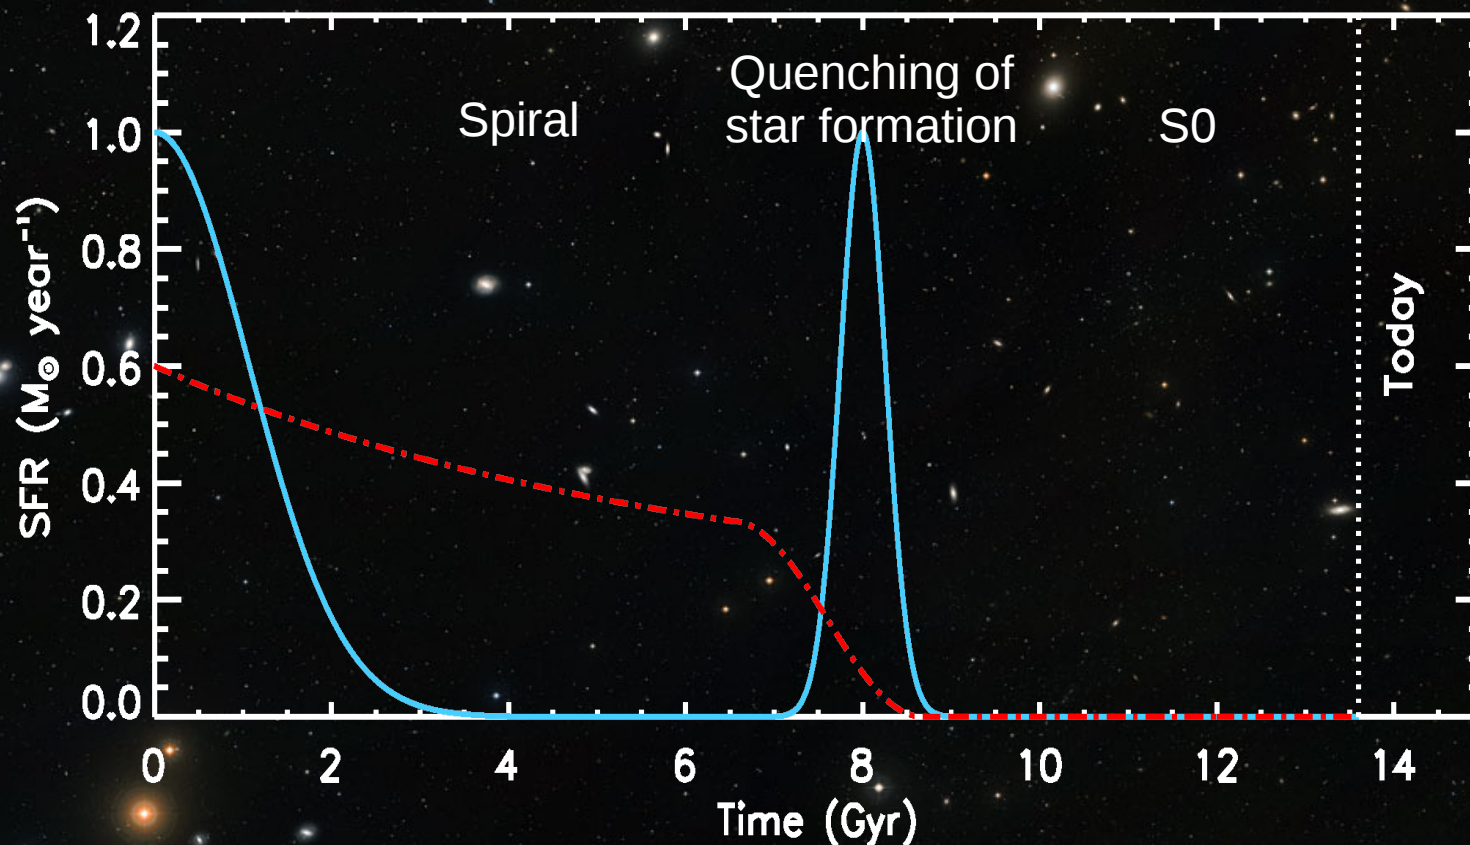 1.2
1.0
0.8
0.6
0.4
0.2
0.0
SFR (M⊙ year⁻¹)
Spiral
Quenching of
star formation
S0
Today
0 2 4 6 8 10 12 14
Time (Gyr)